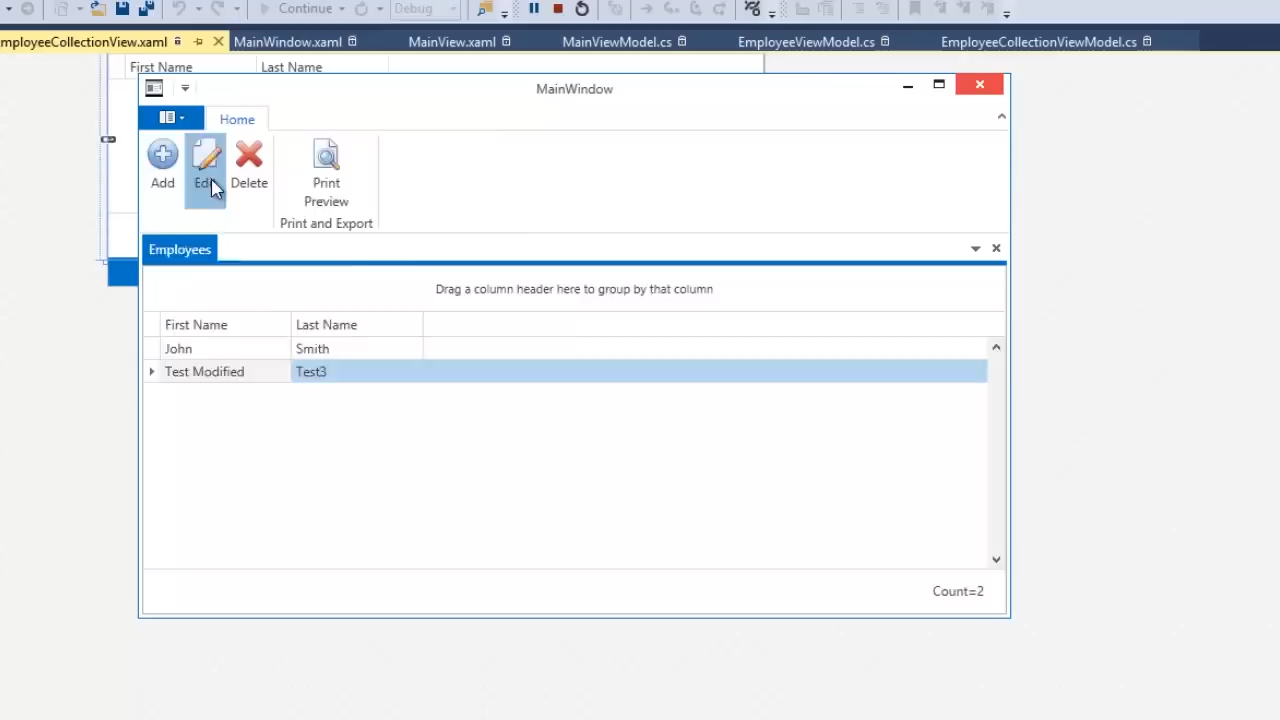 Continue Debug
mployeeCollectionView.xaml MainWindow.xaml MainView.xaml MainViewModel.cs EmployeeViewModel.cs EmployeeCollectionViewModel.cs
First Name Last Name
MainWindow
Home
Add Edit Delete Print Preview
Print and Export
Employees
Drag a column header here to group by that column
First Name Last Name
John Smith
Test Modified Test3
Count=2